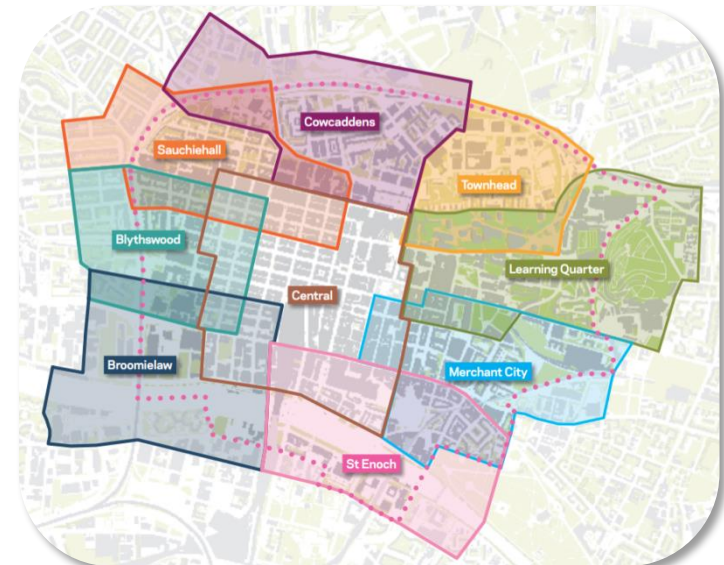 Cowcaddens
Sauchiehall
Townhead
Blythswood
Learning Quarter
Central
Broomielaw
Merchant City
St Enoch